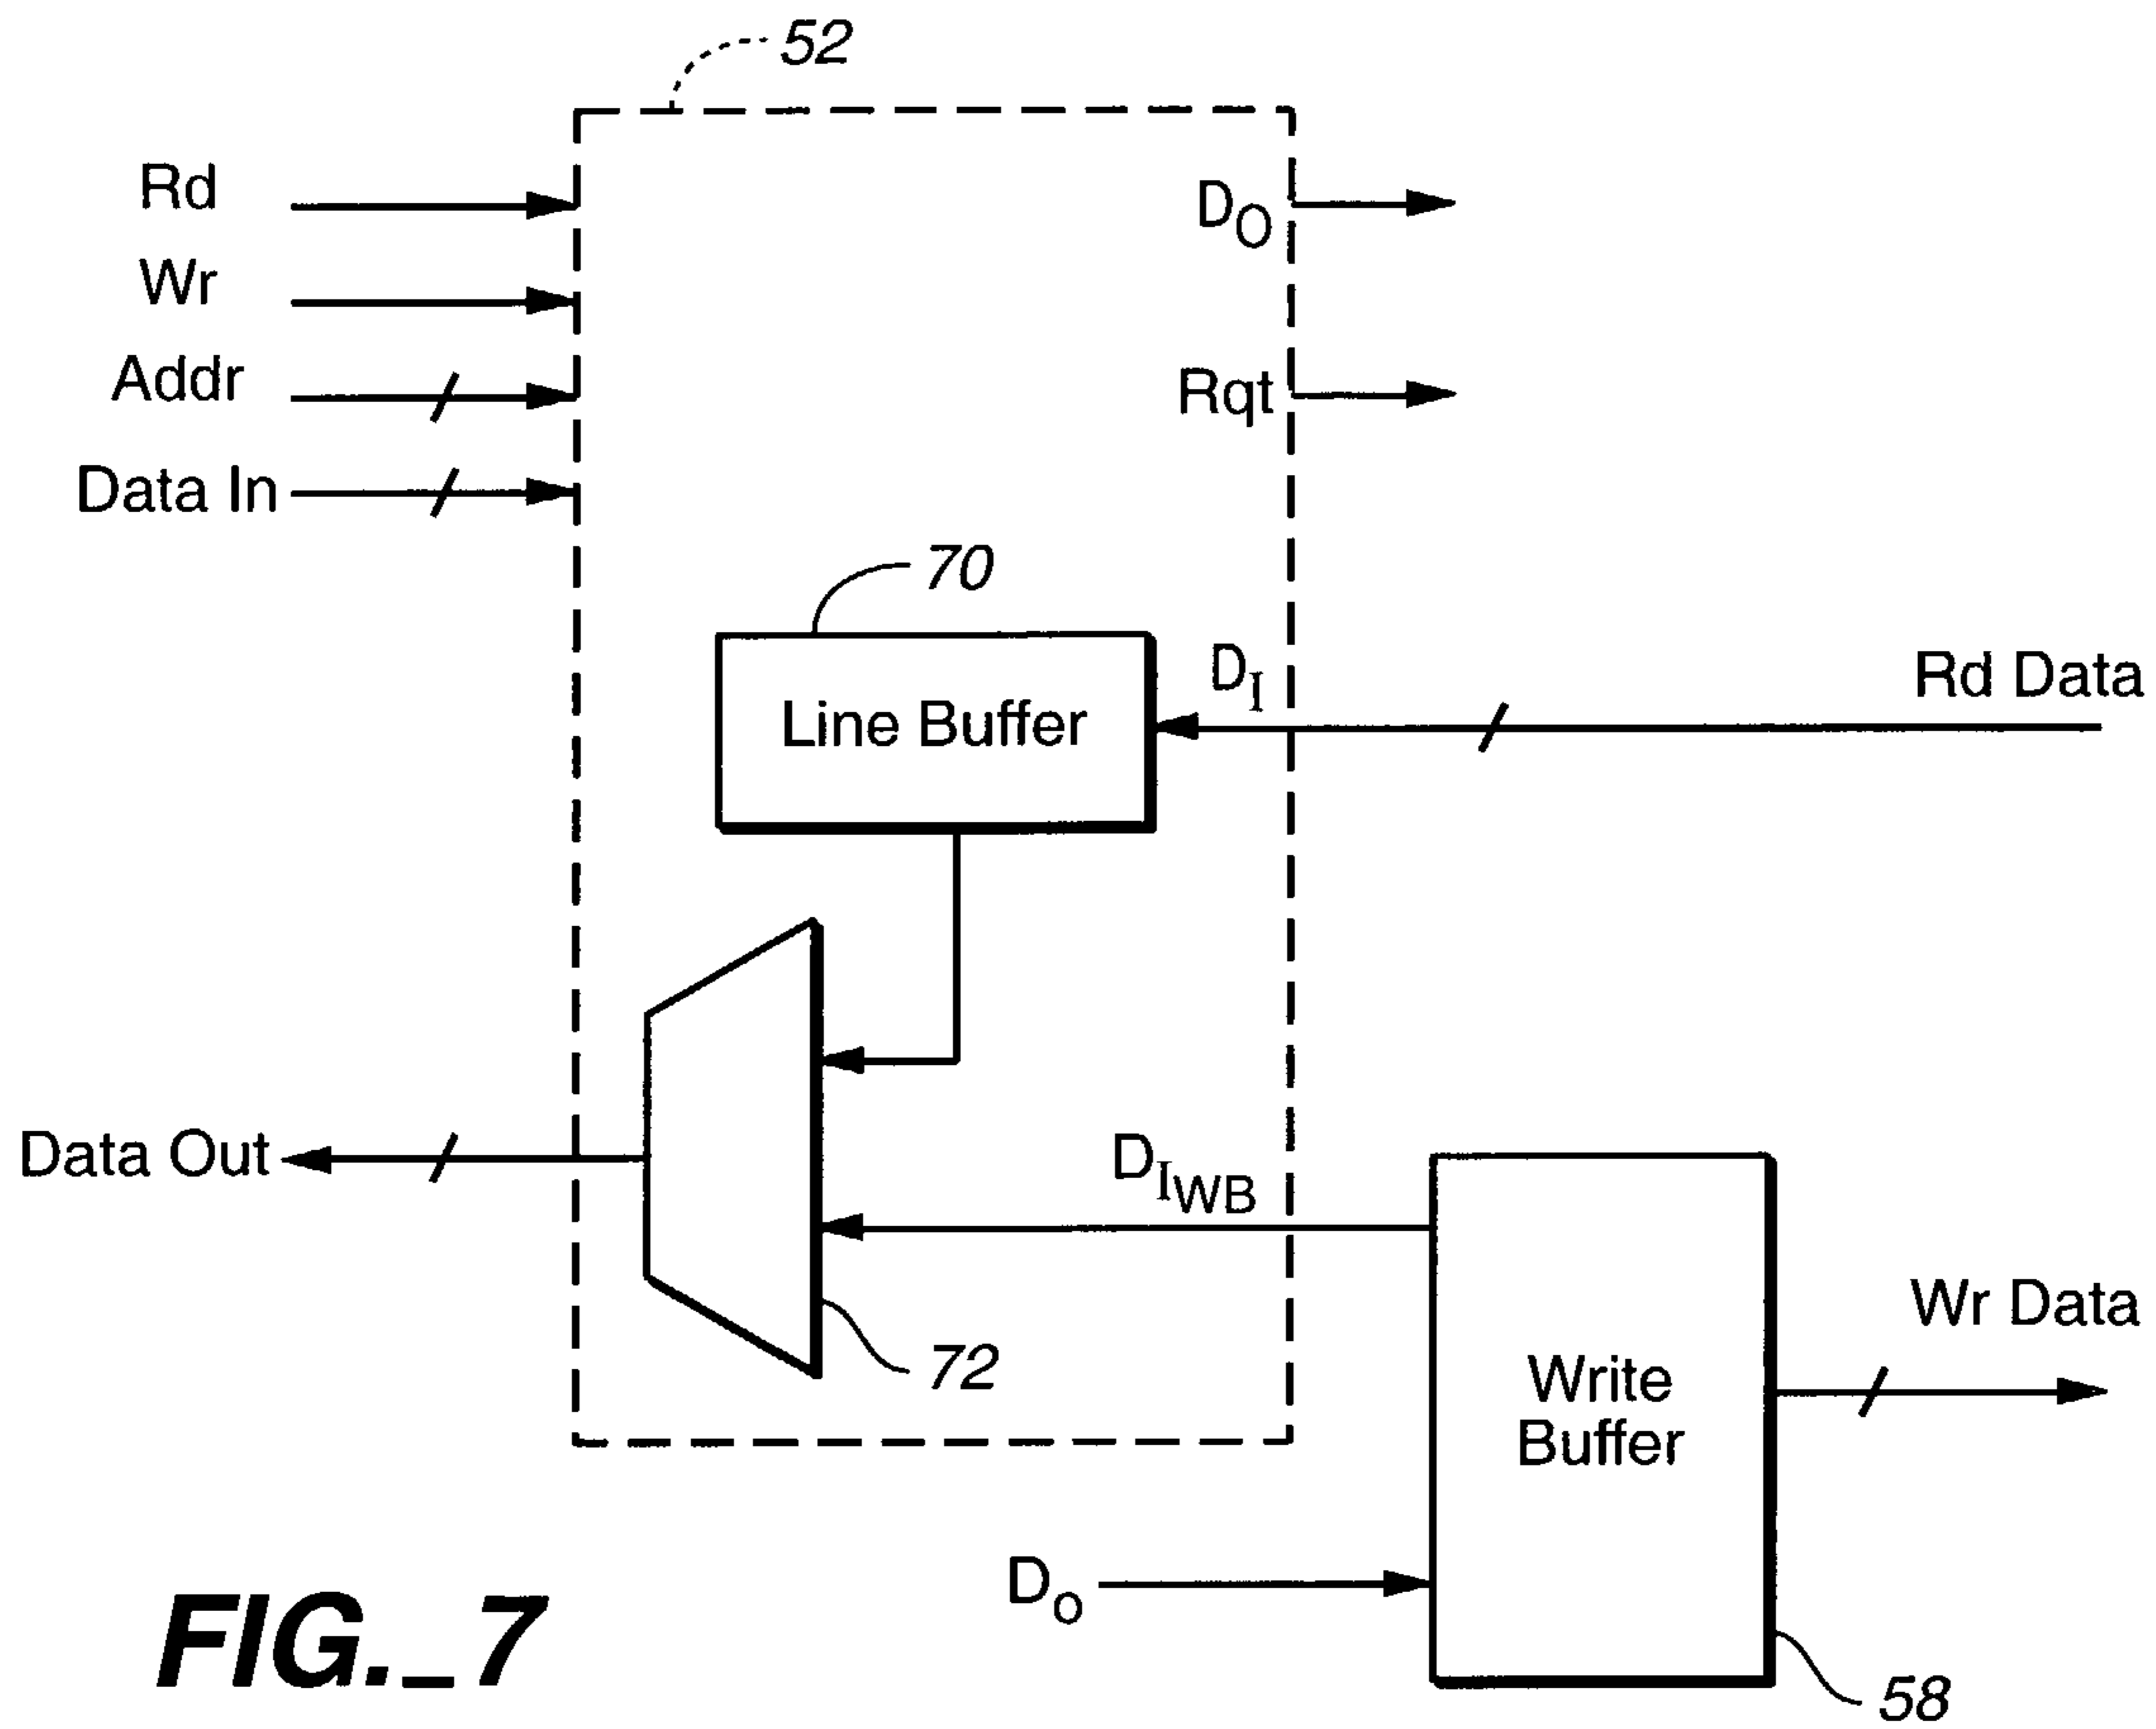 52
Rd
Wr
Addr
Data In
DO
Rqt
70
Line Buffer
DI
Rd Data
Data Out
DIWB
72
Write
Buffer
Wr Data
Do
58
FIG._7